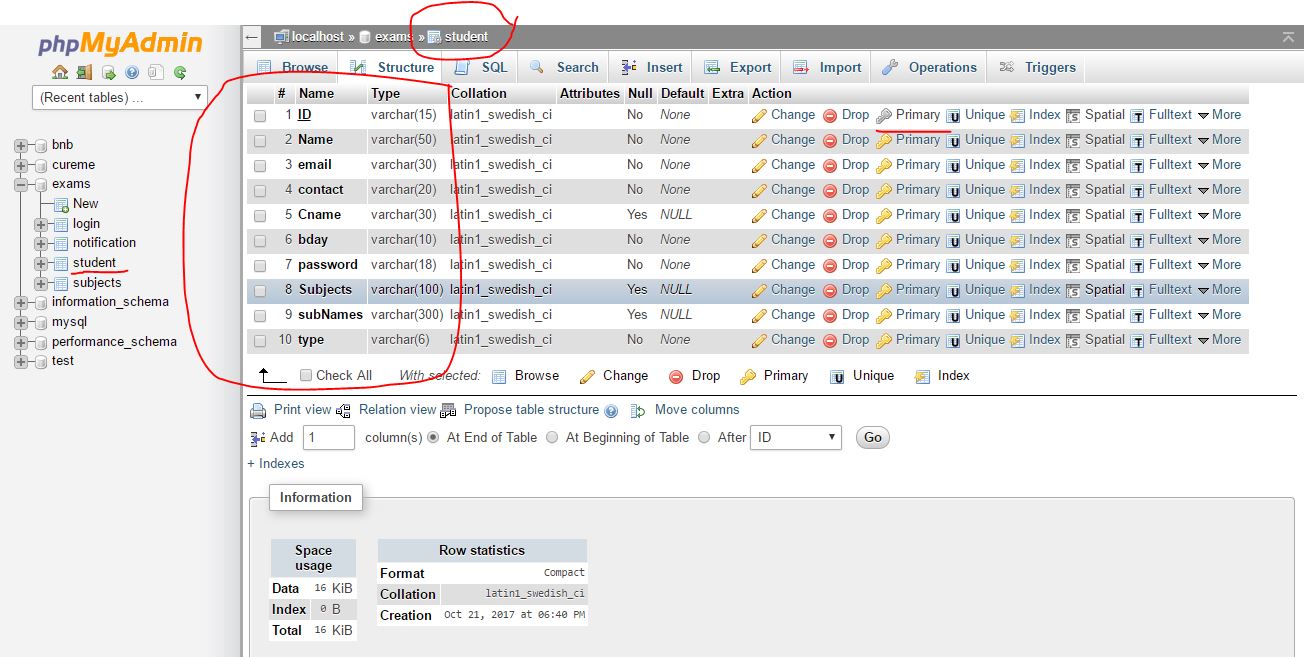 phpMyAdmin
(Recent tables) ...
bnb
cureme
exams
New
login
notification
student
subjects
information_schema
mysql
performance_schema
test
localhost » exams » student
Browse Structure SQL Search Insert Export Import Operations Triggers
# Name Type Collation Attributes Null Default Extra Action
1 ID varchar(15) latin1_swedish_ci No None Change Drop Primary Unique Index Spatial Fulltext More
2 Name varchar(50) latin1_swedish_ci No None Change Drop Primary Unique Index Spatial Fulltext More
3 email varchar(30) latin1_swedish_ci No None Change Drop Primary Unique Index Spatial Fulltext More
4 contact varchar(20) latin1_swedish_ci No None Change Drop Primary Unique Index Spatial Fulltext More
5 Cname varchar(30) latin1_swedish_ci Yes NULL Change Drop Primary Unique Index Spatial Fulltext More
6 bday varchar(10) latin1_swedish_ci No None Change Drop Primary Unique Index Spatial Fulltext More
7 password varchar(18) latin1_swedish_ci No None Change Drop Primary Unique Index Spatial Fulltext More
8 Subjects varchar(100) latin1_swedish_ci Yes NULL Change Drop Primary Unique Index Spatial Fulltext More
9 subNames varchar(300) latin1_swedish_ci Yes NULL Change Drop Primary Unique Index Spatial Fulltext More
10 type varchar(6) latin1_swedish_ci No None Change Drop Primary Unique Index Spatial Fulltext More
Check All With selected: Browse Change Drop Primary Unique Index
Print view Relation view Propose table structure Move columns
Add 1 column(s) At End of Table At Beginning of Table After ID Go
+ Indexes
Information
Space usage
Data 16 KiB
Index 0 B
Total 16 KiB
Row statistics
Format Compact
Collation latin1_swedish_ci
Creation Oct 21, 2017 at 06:40 PM